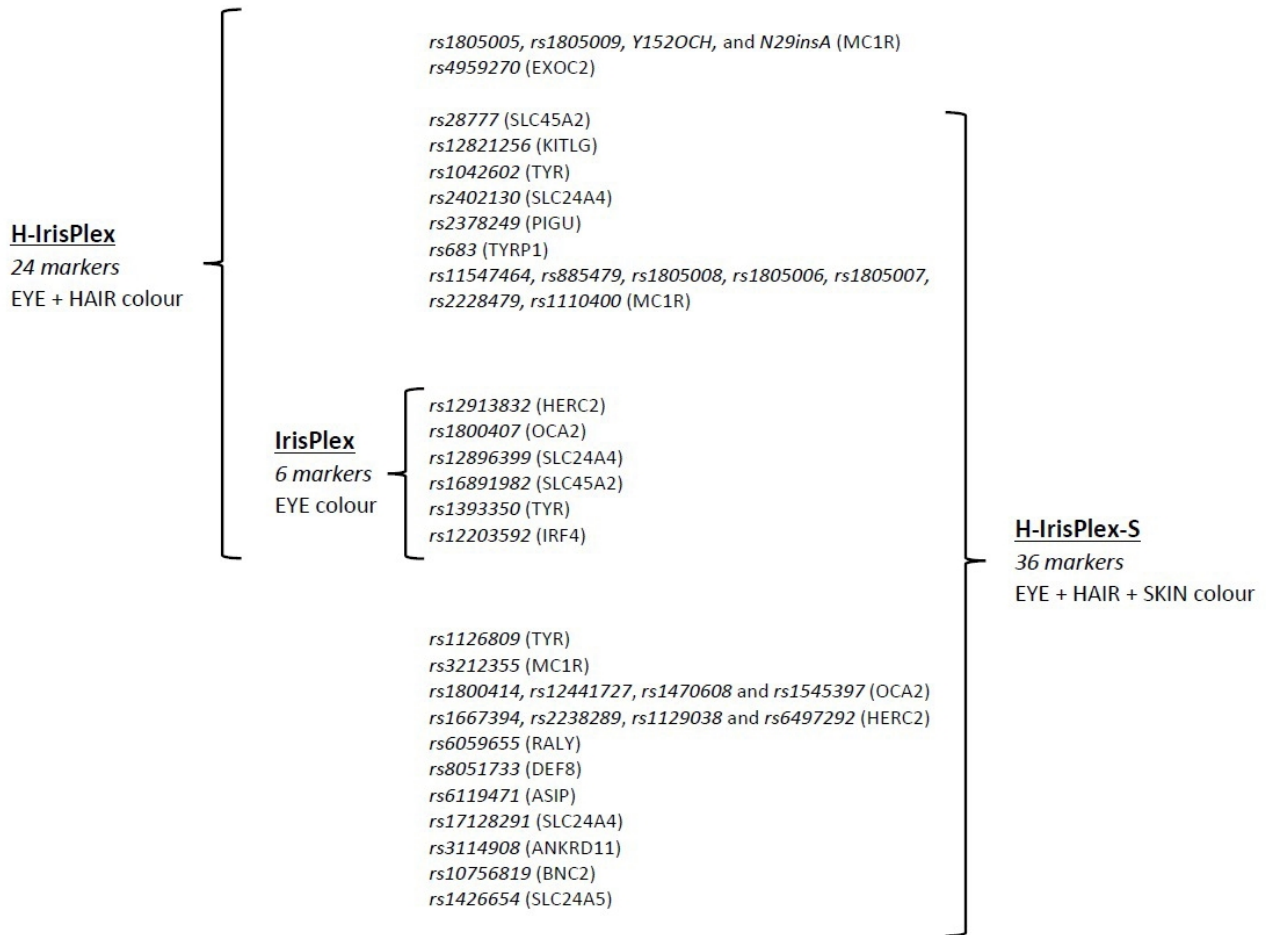 rs1805005, rs1805009, Y152OCH, and N29insA (MC1R)
rs4959270 (EXOC2)
rs28777 (SLC45A2)
rs12821256 (KITLG)
rs1042602 (TYR)
rs2402130 (SLC24A4)
rs2378249 (PIGU)
rs683 (TYRP1)
rs11547464, rs885479, rs1805008, rs1805006, rs1805007,
rs2228479, rs1110400 (MC1R)
H-IrisPlex
24 markers
EYE + HAIR colour
rs12913832 (HERC2)
rs1800407 (OCA2)
rs12896399 (SLC24A4)
rs16891982 (SLC45A2)
rs1393350 (TYR)
rs12203592 (IRF4)
IrisPlex
6 markers
EYE colour
H-IrisPlex-S
36 markers
EYE + HAIR + SKIN colour
rs1126809 (TYR)
rs3212355 (MC1R)
rs1800414, rs12441727, rs1470608 and rs1545397 (OCA2)
rs1667394, rs2238289, rs1129038 and rs6497292 (HERC2)
rs6059655 (RALY)
rs8051733 (DEF8)
rs6119471 (ASIP)
rs17128291 (SLC24A4)
rs3114908 (ANKRD11)
rs10756819 (BNC2)
rs1426654 (SLC24A5)